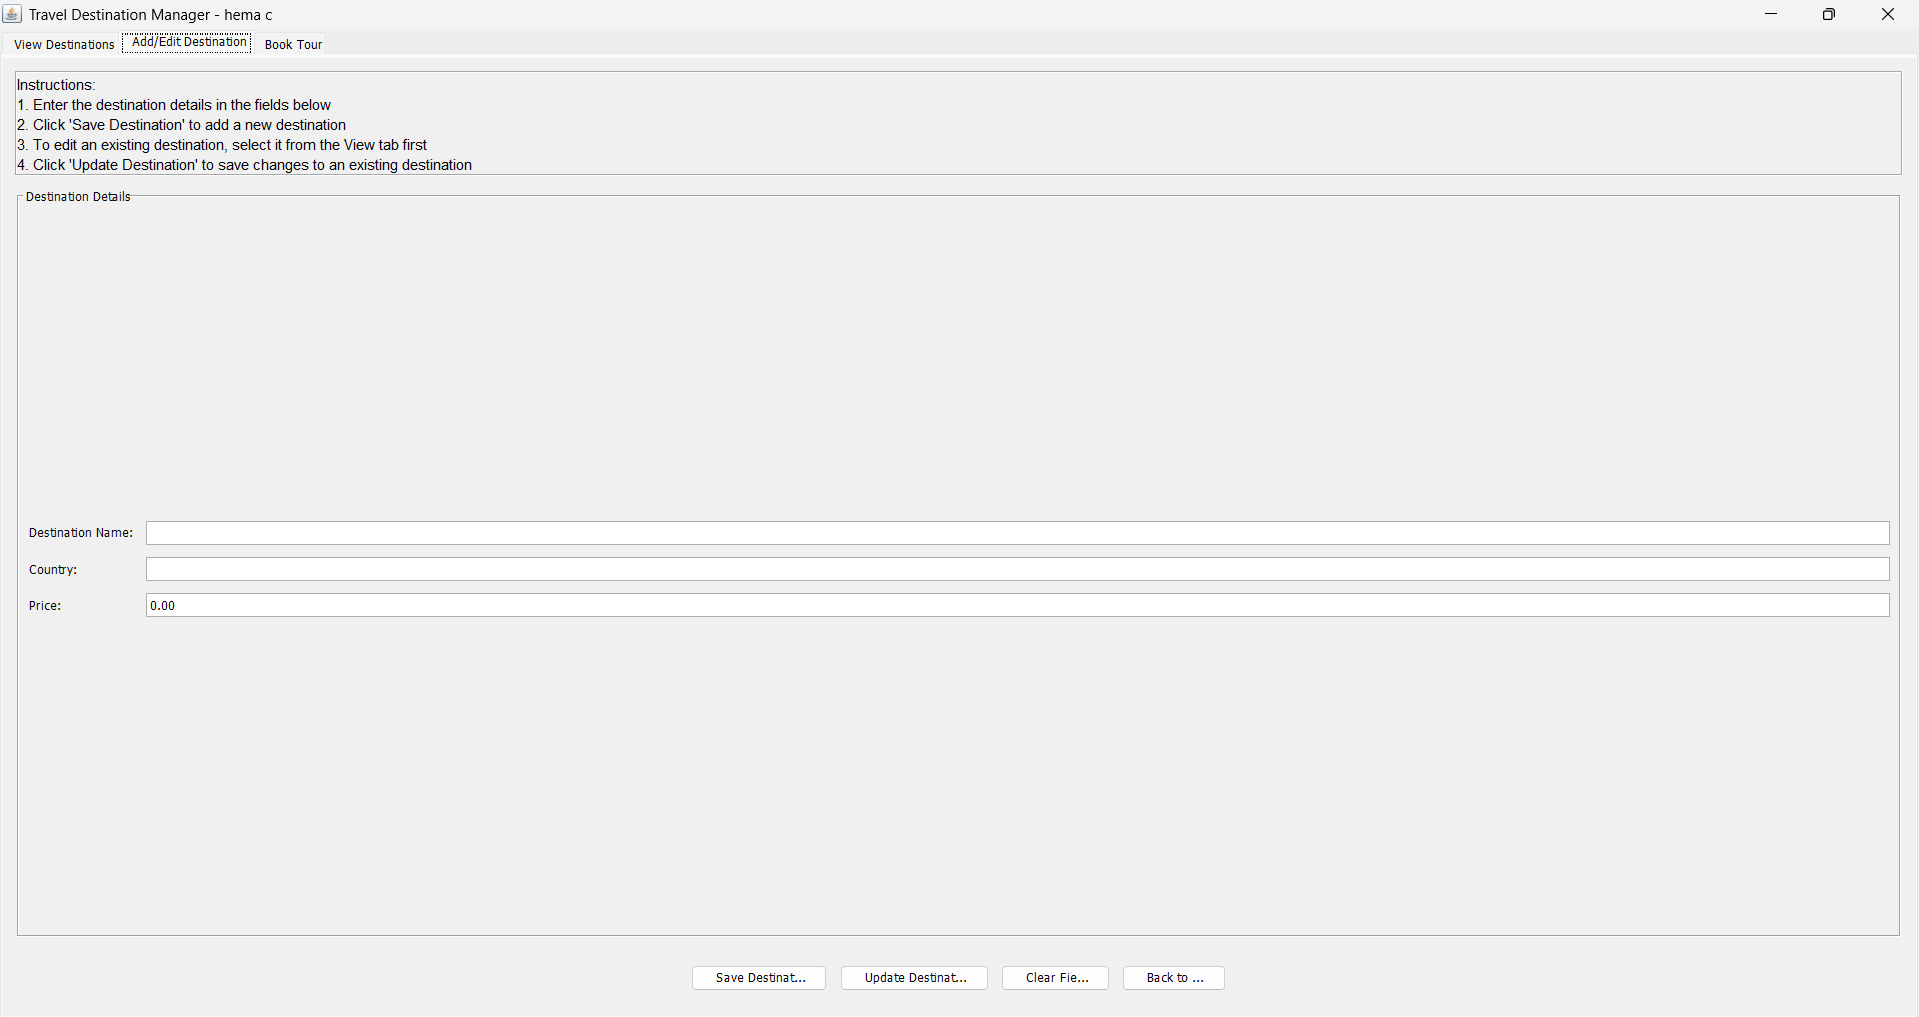 Travel Destination Manager - hema c
View Destinations Add/Edit Destination Book Tour
Instructions:
1. Enter the destination details in the fields below
2. Click 'Save Destination' to add a new destination
3. To edit an existing destination, select it from the View tab first
4. Click 'Update Destination' to save changes to an existing destination
Destination Details
Destination Name:
Country:
Price: 0.00
Save Destinat... Update Destinat... Clear Fie... Back to ...